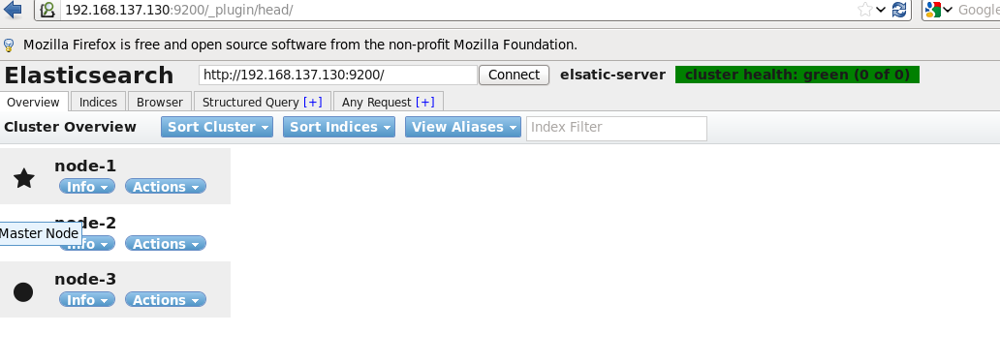 192.168.137.130:9200/_plugin/head/ Google
Mozilla Firefox is free and open source software from the non-profit Mozilla Foundation.
Elasticsearch http://192.168.137.130:9200/ Connect elsatic-server cluster health: green (0 of 0)
Overview Indices Browser Structured Query [+] Any Request [+]
Cluster Overview Sort Cluster Sort Indices View Aliases Index Filter
node-1
Info Actions
node-2
Master Node
Info Actions
node-3
Info Actions